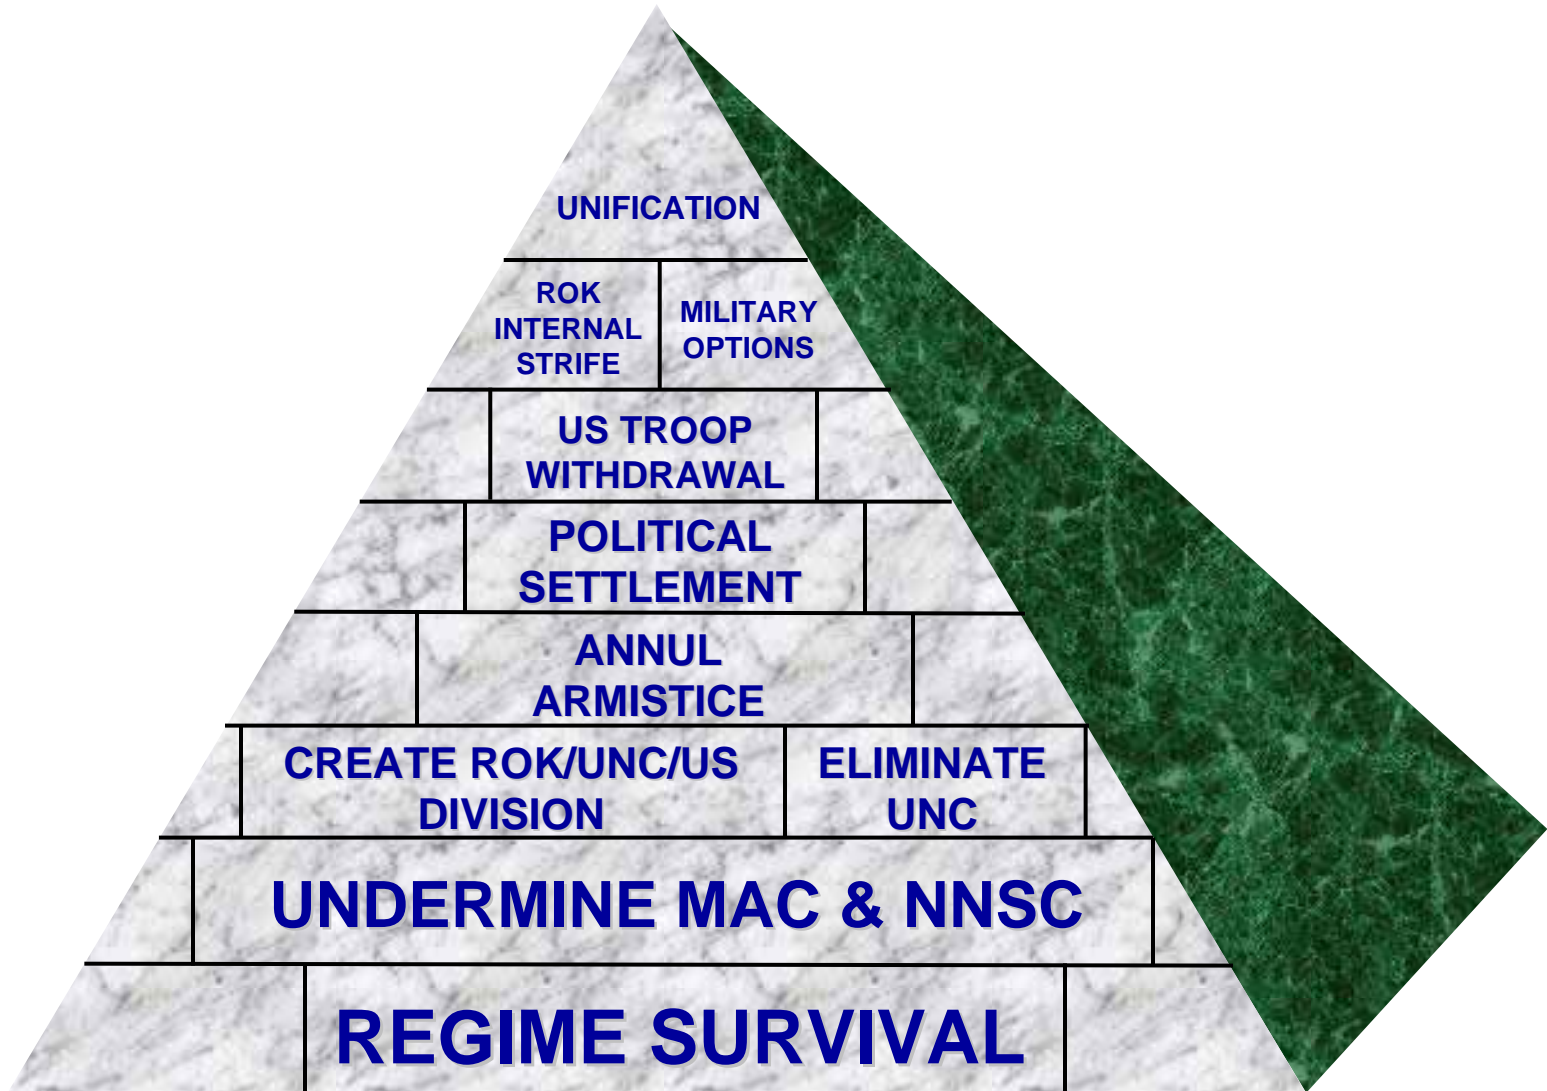 UNIFICATION
ROK
INTERNAL
STRIFE
MILITARY
OPTIONS
US TROOP
WITHDRAWAL
POLITICAL
SETTLEMENT
ANNUL
ARMISTICE
CREATE ROK/UNC/US
DIVISION
ELIMINATE
UNC
UNDERMINE MAC & NNSC
REGIME SURVIVAL